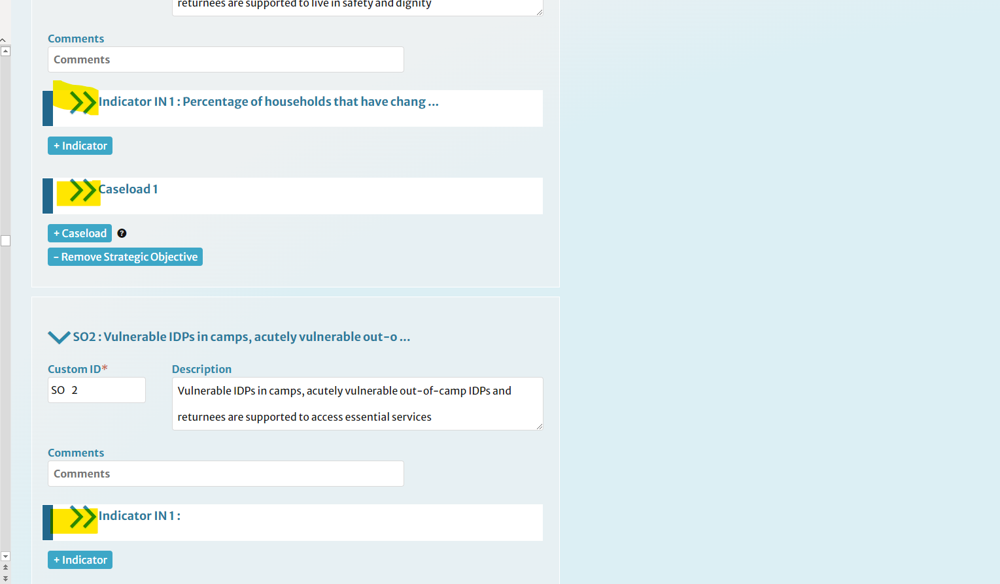 returnees are supported to live in safety and dignity
Comments
Comments
Indicator IN 1 : Percentage of households that have chang ...
+ Indicator
Caseload 1
+ Caseload ?
- Remove Strategic Objective
SO2 : Vulnerable IDPs in camps, acutely vulnerable out-o ...
Custom ID* Description
SO 2
Vulnerable IDPs in camps, acutely vulnerable out-of-camp IDPs and
returnees are supported to access essential services
Comments
Comments
Indicator IN 1 :
+ Indicator